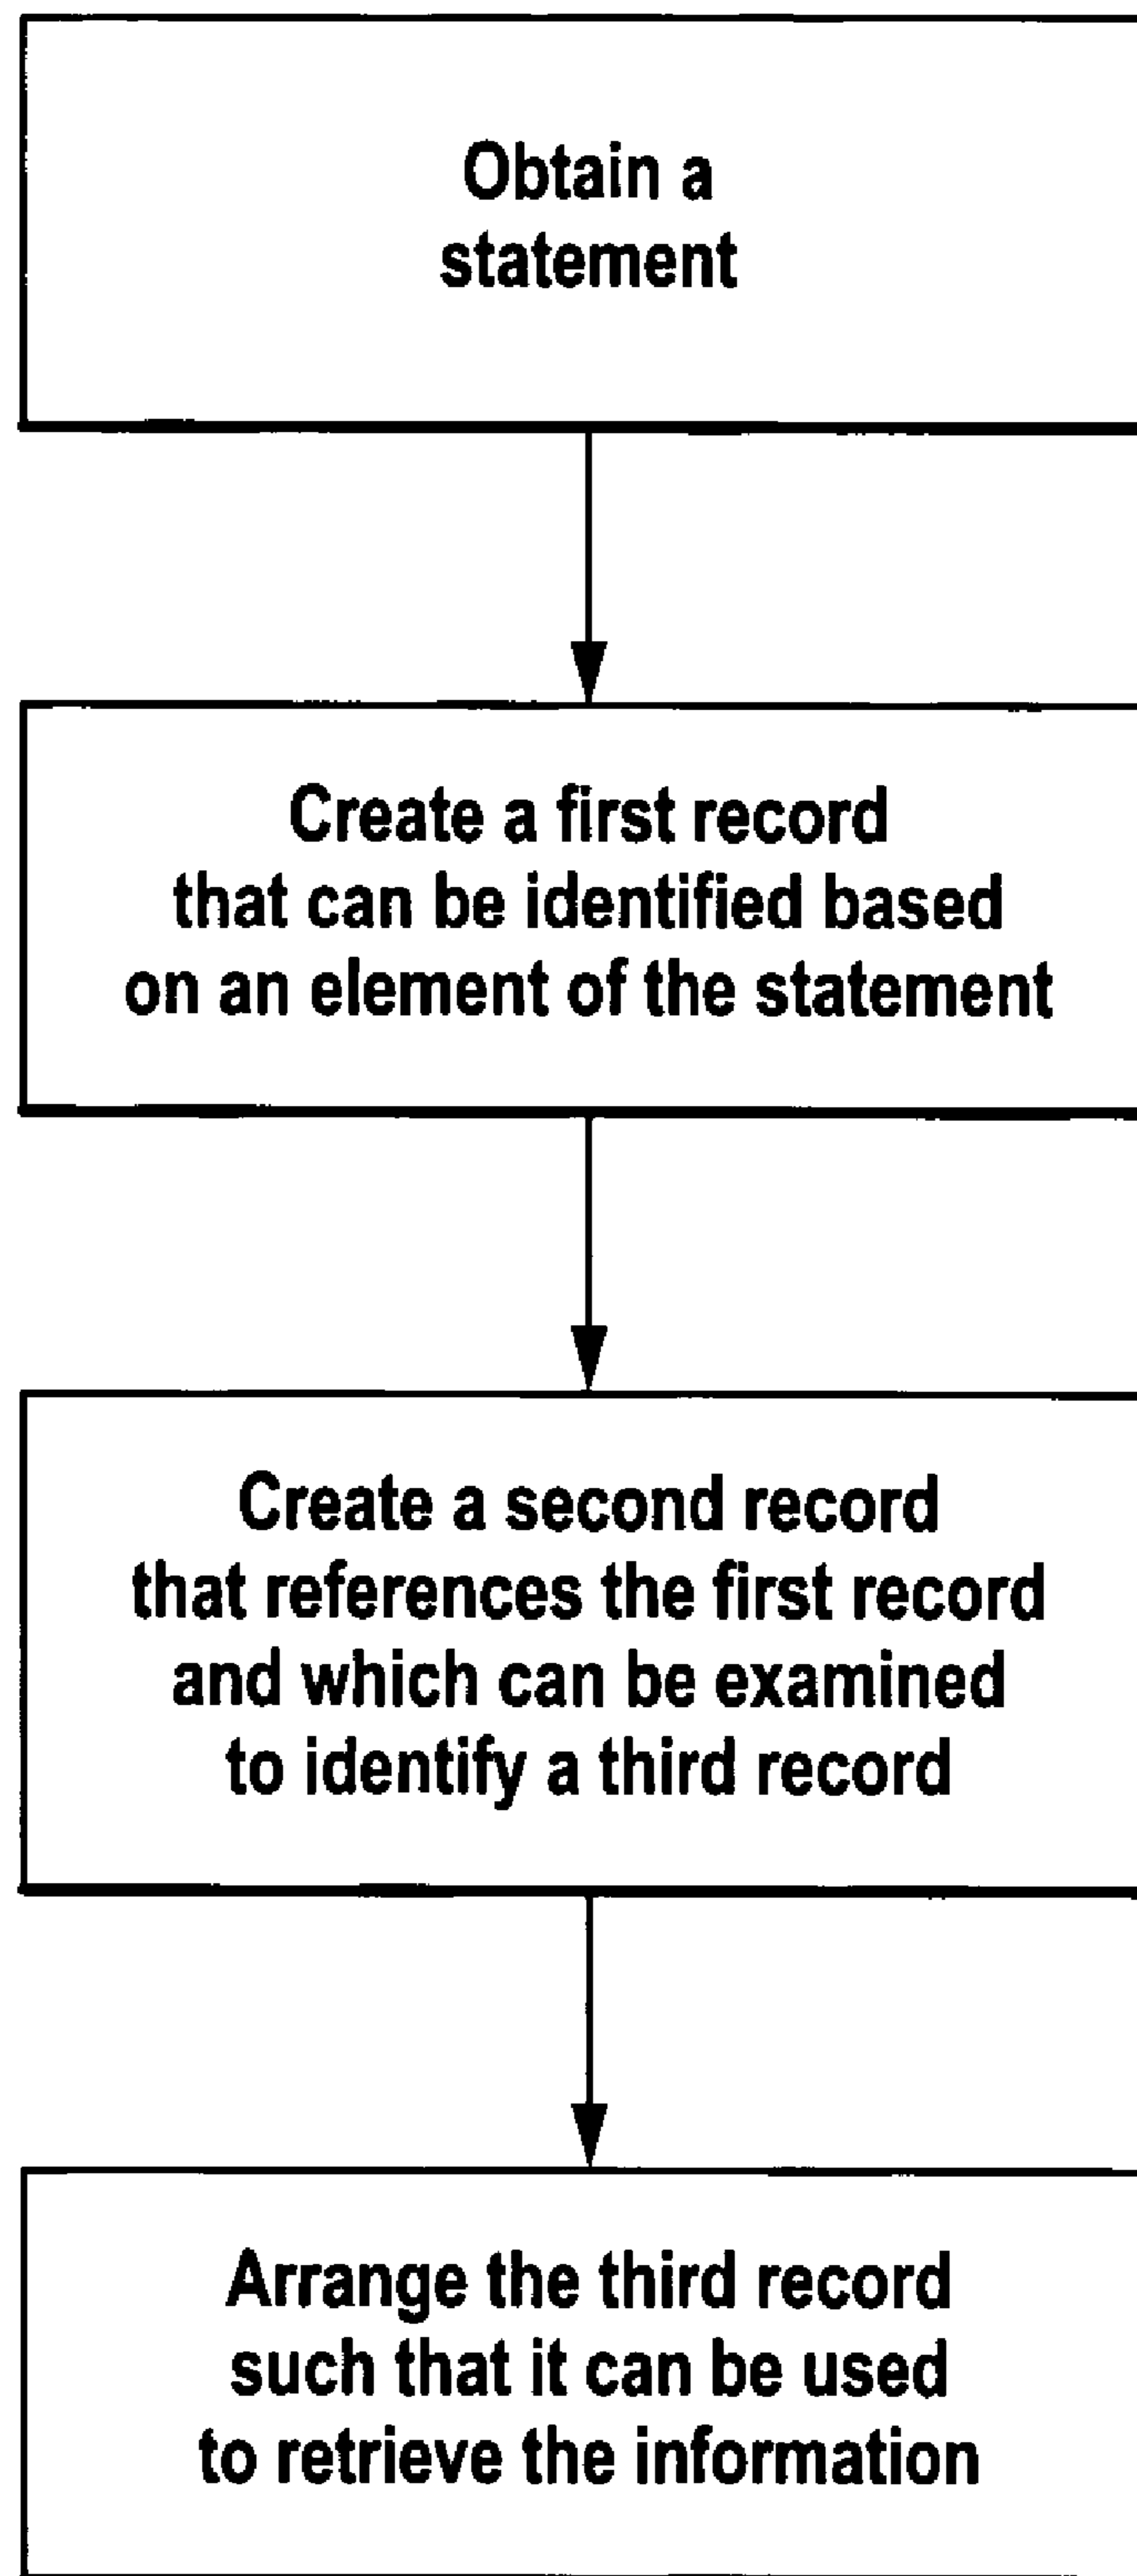 Obtain a
statement
Create a first record
that can be identified based
on an element of the statement
Create a second record
that references the first record
and which can be examined
to identify a third record
Arrange the third record
such that it can be used
to retrieve the information